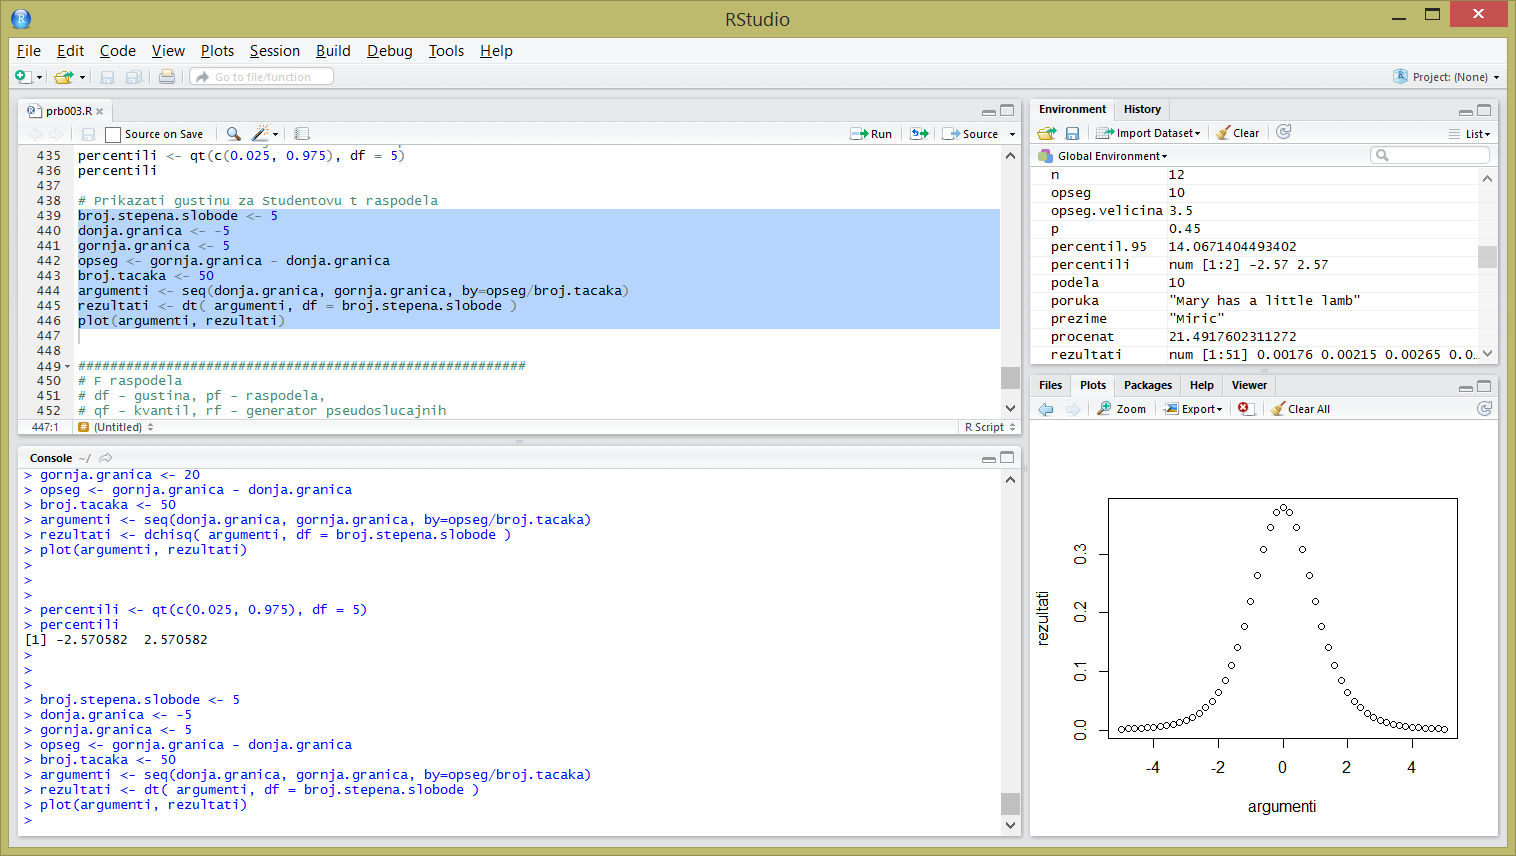 RStudio
File Edit Code View Plots Session Build Debug Tools Help
Go to file/function
Project: (None)
prb003.R
Source on Save
Run
Source
435 percentili <- qt(c(0.025, 0.975), df = 5)
436 percentili
437
438 # Prikazati gustinu za Studentovu t raspodela
439 broj.stepena.slobode <- 5
440 donja.granica <- -5
441 gornja.granica <- 5
442 opseg <- gornja.granica - donja.granica
443 broj.tacaka <- 50
444 argumenti <- seq(donja.granica, gornja.granica, by=opseg/broj.tacaka)
445 rezultati <- dt( argumenti, df = broj.stepena.slobode )
446 plot(argumenti, rezultati)
447
448
449 ########################################################
450 # F raspodela
451 # df - gustina, pf - raspodela,
452 # qf - kvantil, rf - generator pseudoslucajnih
447:1 # (Untitled) R Script
Console ~/
> gornja.granica <- 20
> opseg <- gornja.granica - donja.granica
> broj.tacaka <- 50
> argumenti <- seq(donja.granica, gornja.granica, by=opseg/broj.tacaka)
> rezultati <- dchisq( argumenti, df = broj.stepena.slobode )
> plot(argumenti, rezultati)
>
>
>
> percentili <- qt(c(0.025, 0.975), df = 5)
> percentili
[1] -2.570582  2.570582
>
>
>
> broj.stepena.slobode <- 5
> donja.granica <- -5
> gornja.granica <- 5
> opseg <- gornja.granica - donja.granica
> broj.tacaka <- 50
> argumenti <- seq(donja.granica, gornja.granica, by=opseg/broj.tacaka)
> rezultati <- dt( argumenti, df = broj.stepena.slobode )
> plot(argumenti, rezultati)
>
Environment History
Import Dataset Clear List
Global Environment
n 12
opseg 10
opseg.velicina 3.5
p 0.45
percentil.95 14.0671404493402
percentili num [1:2] -2.57 2.57
podela 10
poruka "Mary has a little lamb"
prezime "Miric"
procenat 21.4917602311272
rezultati num [1:51] 0.00176 0.00215 0.00265 0.0...
Files Plots Packages Help Viewer
Zoom Export Clear All
rezultati
0.3
0.2
0.1
0.0
-4 -2 0 2 4
argumenti